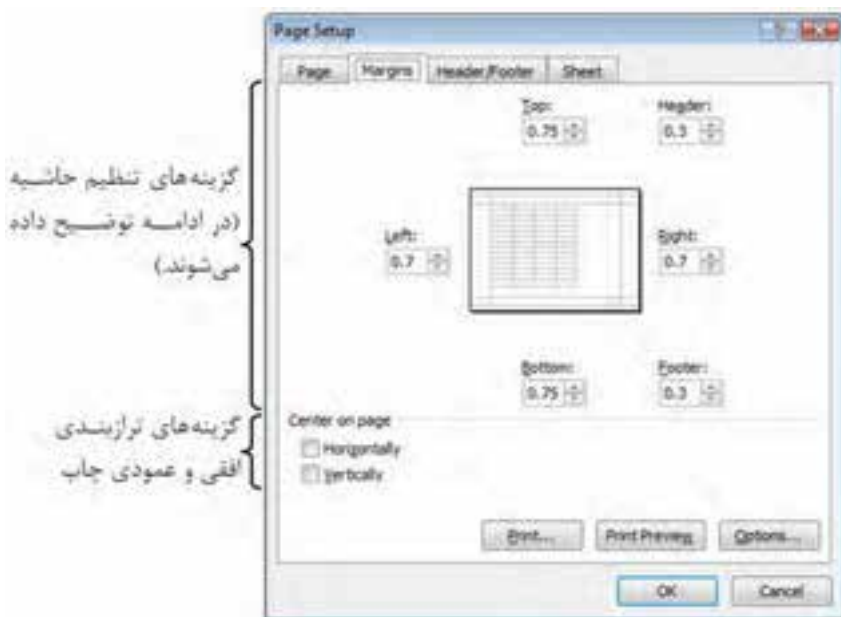 Page Setup
Page Margins Header/Footer Sheet
Top: Header:
0.75 0.3
Left: Right:
0.7 0.7
Bottom: Footer:
0.75 0.3
Center on page
Horizontally
Vertically
Print... Print Preview Options...
OK Cancel
گزینه‌های تنظیم حاشیه
(در ادامه توضیح داده
می‌شوند.)
گزینه‌های ترازبندی
افقی و عمودی چاپ